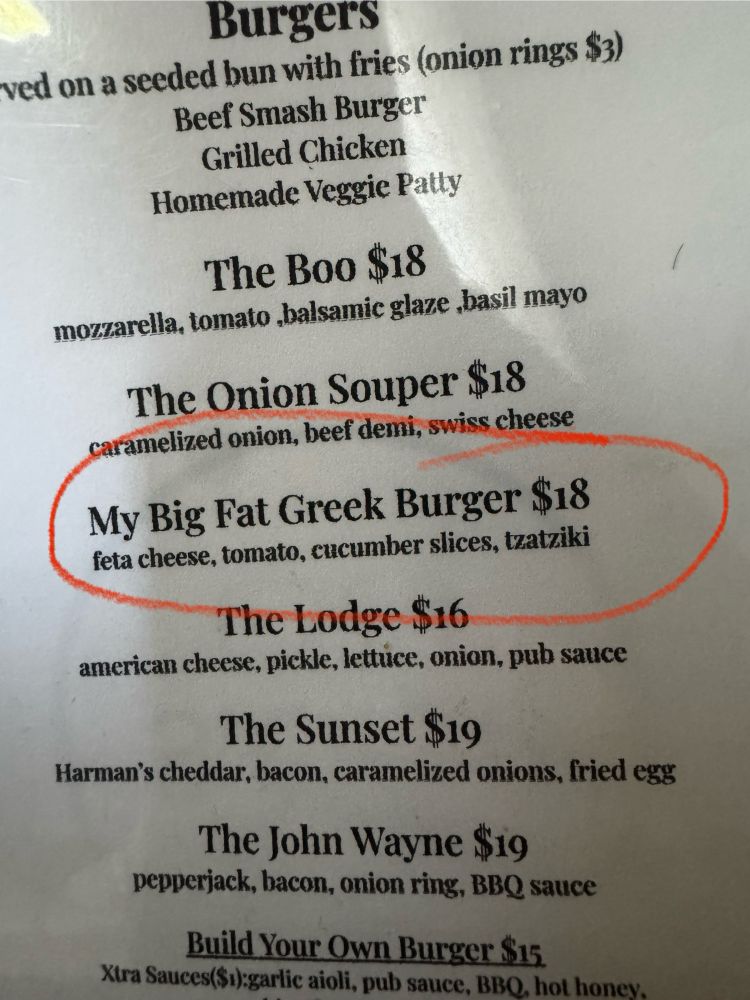 Burgers
ved on a seeded bun with fries (onion rings $3)
Beef Smash Burger
Grilled Chicken
Homemade Veggie Patty
The Boo $18
mozzarella, tomato ,balsamic glaze ,basil mayo
The Onion Souper $18
caramelized onion, beef demi, swiss cheese
My Big Fat Greek Burger $18
feta cheese, tomato, cucumber slices, tzatziki
The Lodge $16
american cheese, pickle, lettuce, onion, pub sauce
The Sunset $19
Harman's cheddar, bacon, caramelized onions, fried egg
The John Wayne $19
pepperjack, bacon, onion ring, BBQ sauce
Build Your Own Burger $15
Xtra Sauces($1):garlic aioli, pub sauce, BBQ, hot honey,